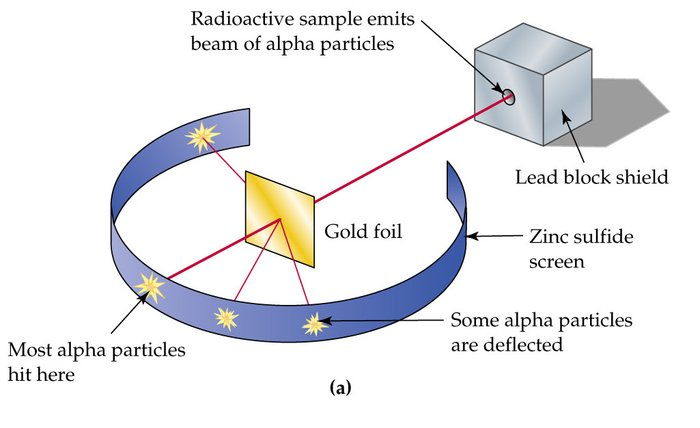 Radioactive sample emits
beam of alpha particles
Lead block shield
Gold foil
Zinc sulfide
screen
Some alpha particles
are deflected
Most alpha particles
hit here
(a)